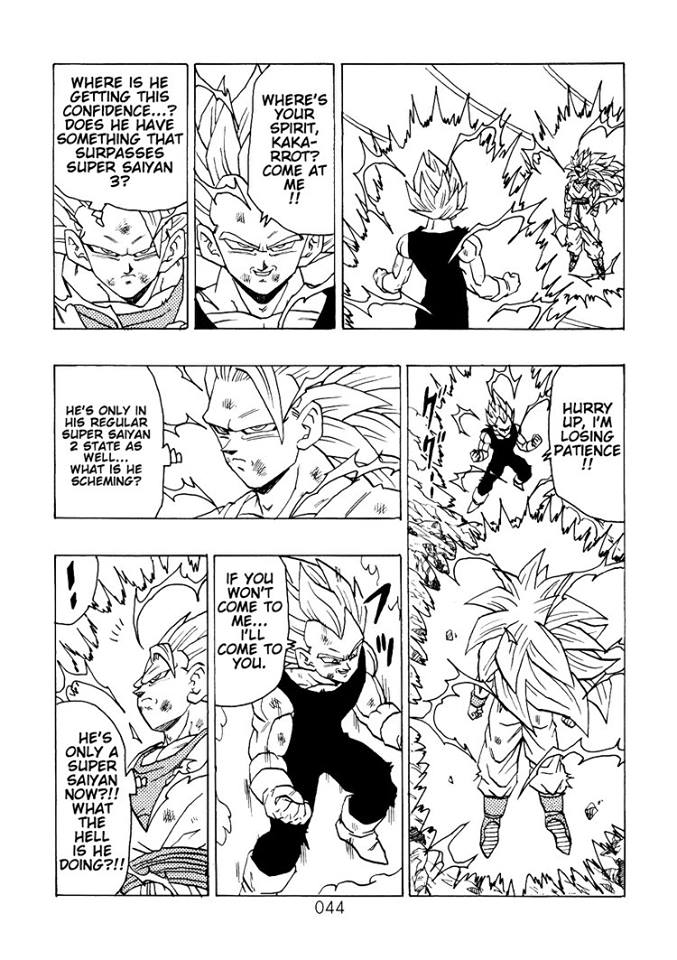 WHERE'S
YOUR
SPIRIT,
KAKA-
RROT?
COME AT
ME
!!
WHERE IS HE
GETTING THIS
CONFIDENCE...?
DOES HE HAVE
SOMETHING THAT
SURPASSES
SUPER SAIYAN
3?
HURRY
UP, I'M
LOSING
PATIENCE
!!
HE'S ONLY IN
HIS REGULAR
SUPER SAIYAN
2 STATE AS
WELL...
WHAT IS HE
SCHEMING?
IF YOU
WON'T
COME TO
ME...
I'LL
COME TO
YOU.
!
HE'S
ONLY A
SUPER
SAIYAN
NOW?!!
WHAT
THE
HELL
IS HE
DOING?!!
044